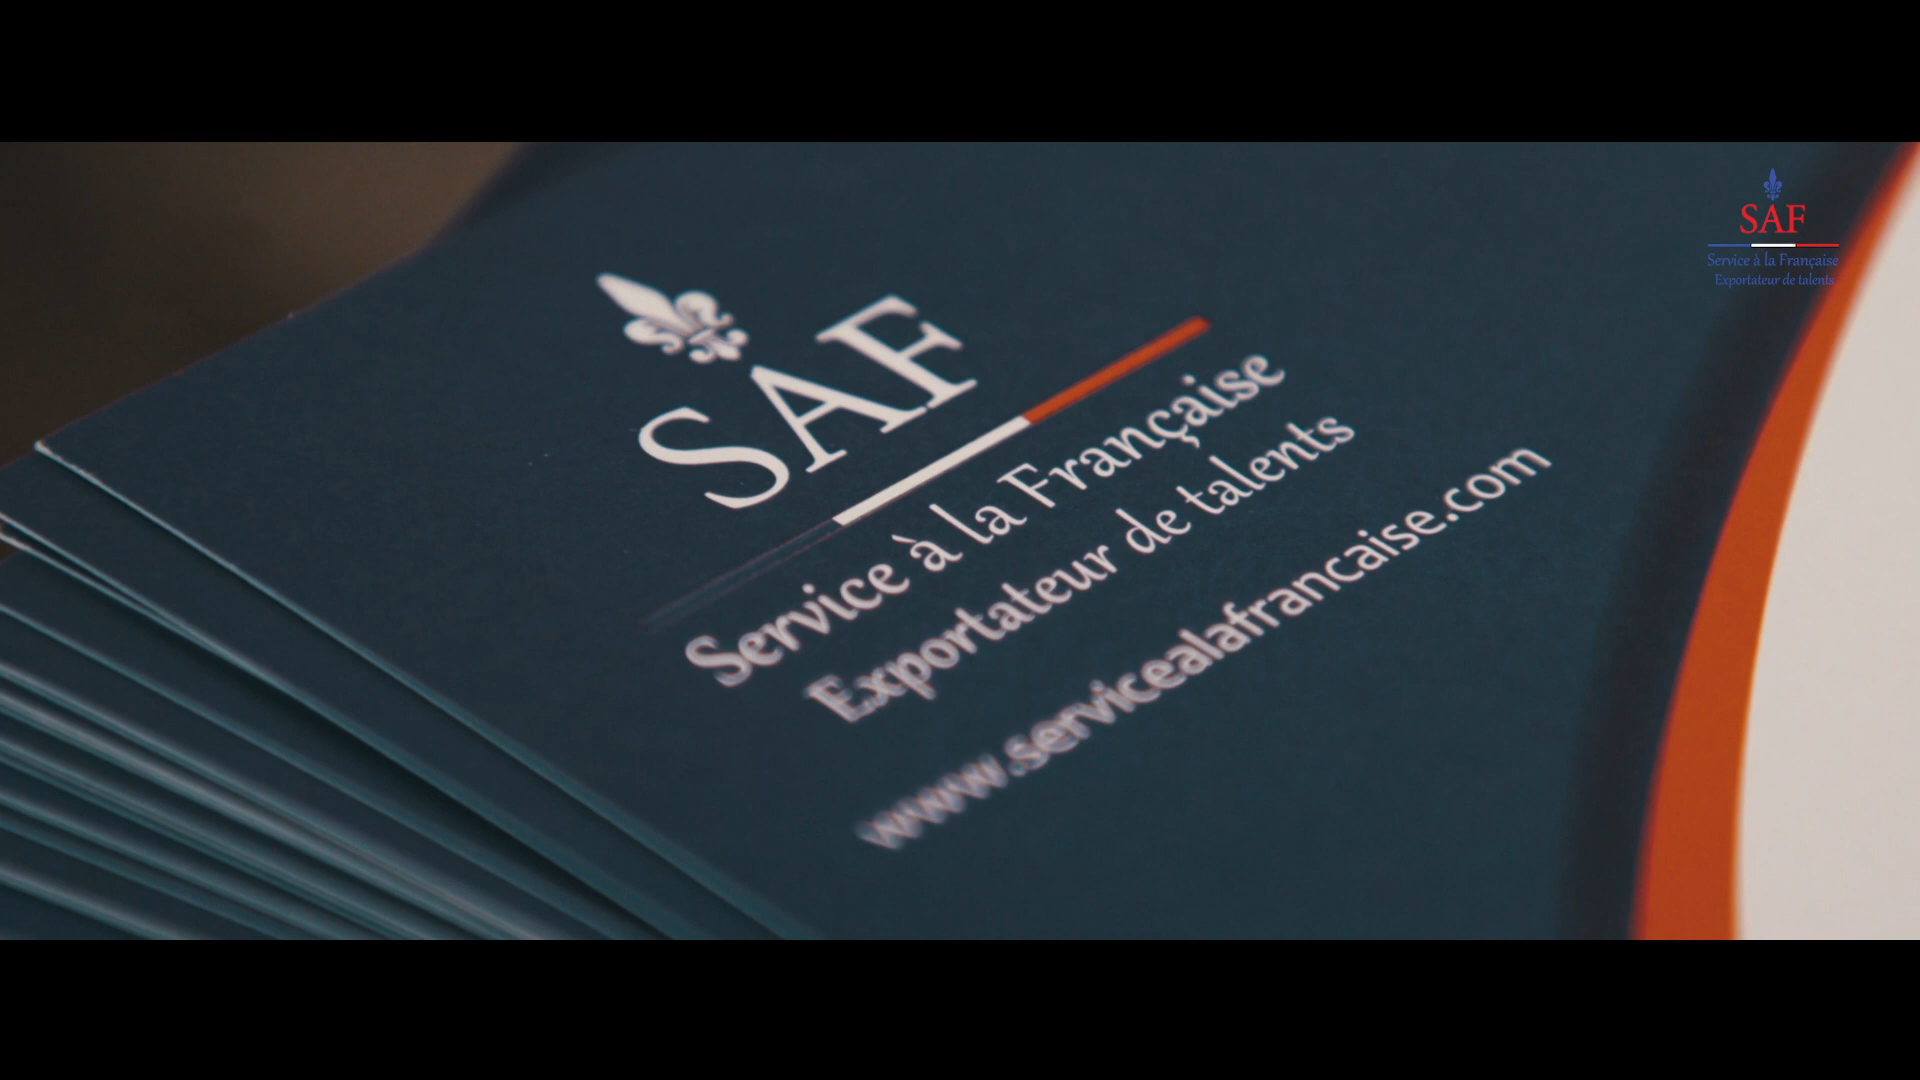 SAF
Service à la Française
Exportateur de talents
www.servicealafrancaise.com
SAF
Service à la Française
Exportateur de talents